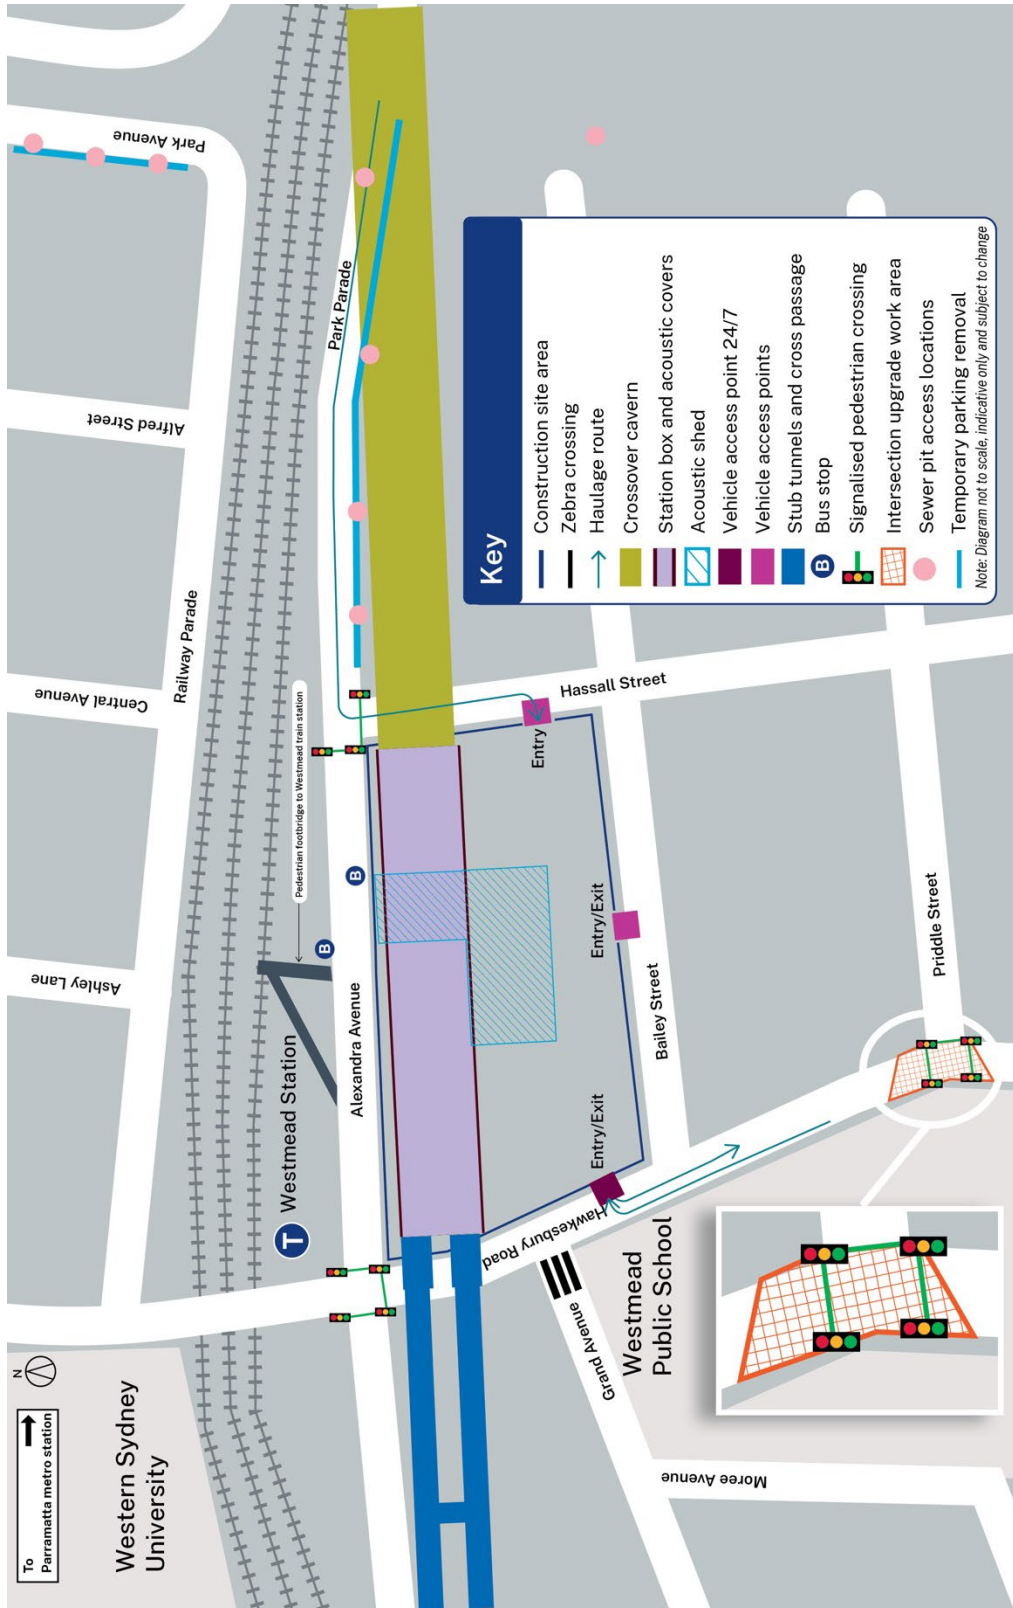 To
Parramatta metro station
N
Western Sydney
University
Park Avenue
Alfred Street
Central Avenue
Ashley Lane
Railway Parade
Park Parade
Pedestrian footbridge to Westmead train station
T Westmead Station
B
B
Alexandra Avenue
Hassall Street
Entry
Entry/Exit
Entry/Exit
Bailey Street
Priddle Street
Hawkesbury Road
Grand Avenue
Westmead
Public School
Moree Avenue
Key
Construction site area
Zebra crossing
Haulage route
Crossover cavern
Station box and acoustic covers
Acoustic shed
Vehicle access point 24/7
Vehicle access points
Stub tunnels and cross passage
B Bus stop
Signalised pedestrian crossing
Intersection upgrade work area
Sewer pit access locations
Temporary parking removal
Note: Diagram not to scale, indicative only and subject to change